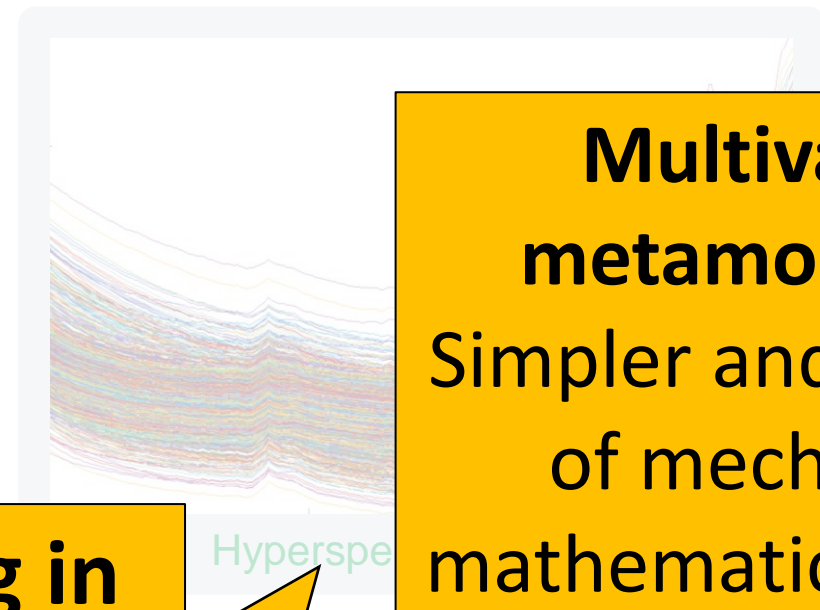 Multiva
metamo
Simpler and
of mech
mathematic
Hyperspe
g in